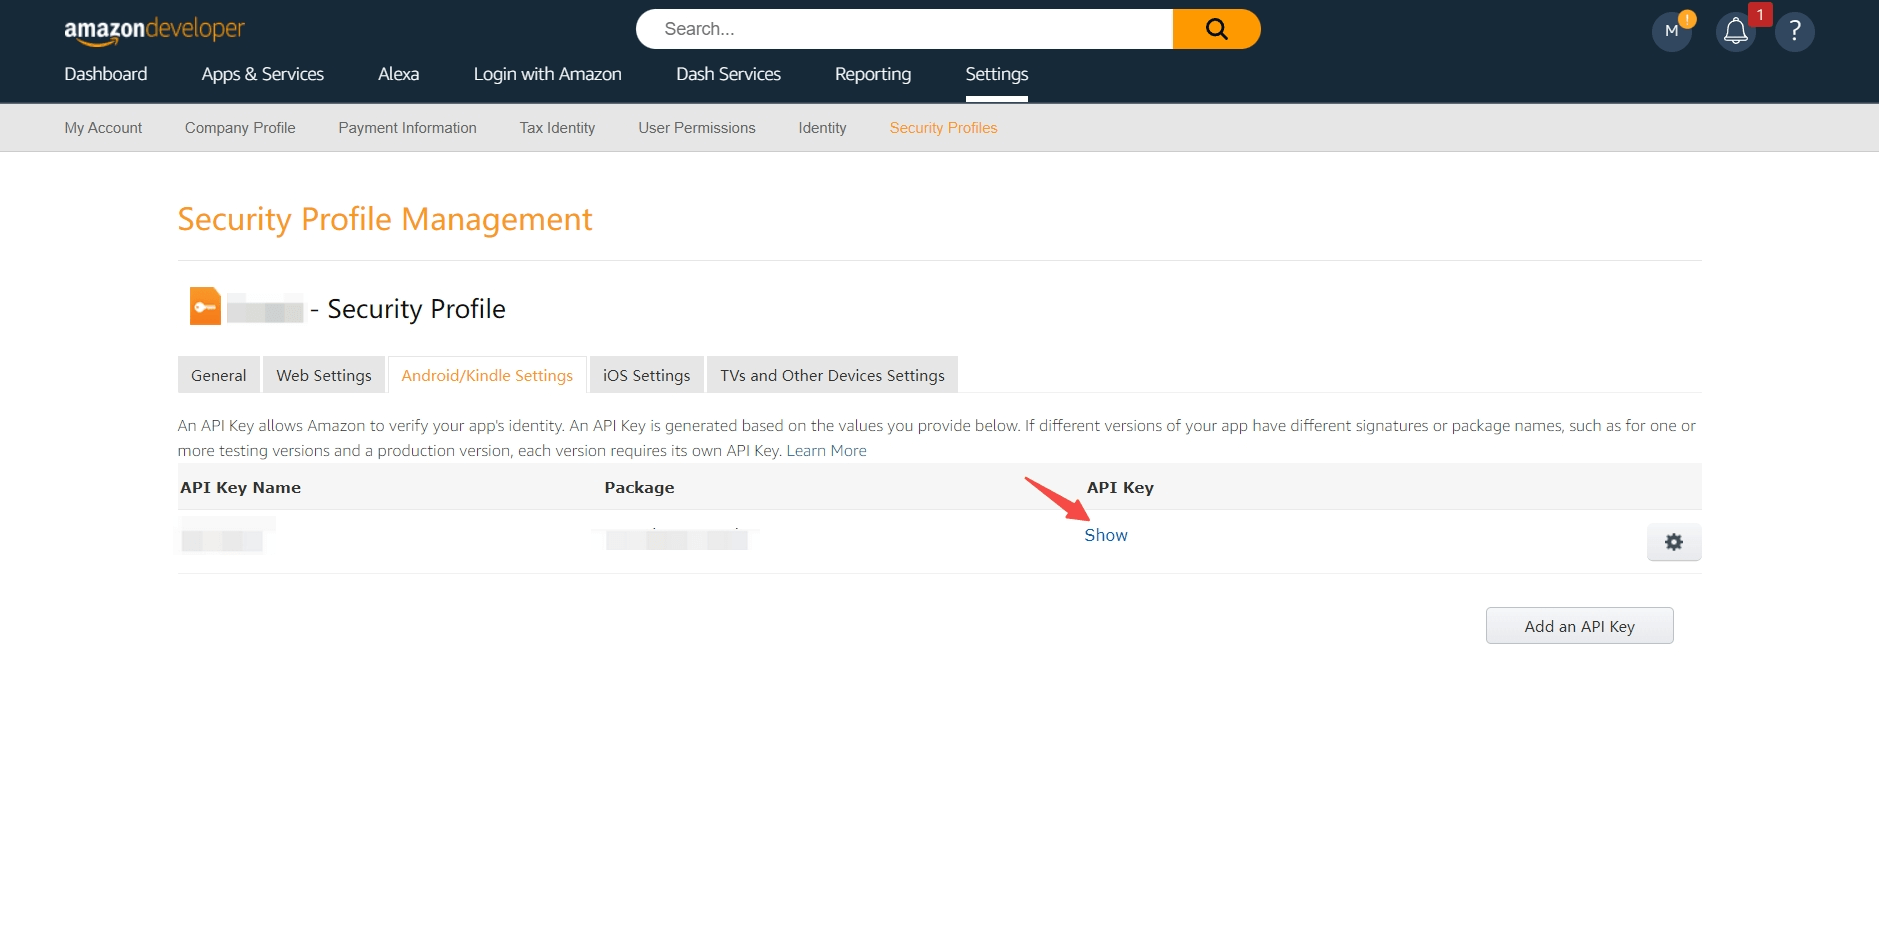 amazondeveloper
Search...
M
!
1
?
Dashboard
Apps & Services
Alexa
Login with Amazon
Dash Services
Reporting
Settings
My Account
Company Profile
Payment Information
Tax Identity
User Permissions
Identity
Security Profiles
Security Profile Management
- Security Profile
General
Web Settings
Android/Kindle Settings
iOS Settings
TVs and Other Devices Settings
An API Key allows Amazon to verify your app's identity. An API Key is generated based on the values you provide below. If different versions of your app have different signatures or package names, such as for one or
more testing versions and a production version, each version requires its own API Key. Learn More
API Key Name
Package
API Key
Show
Add an API Key